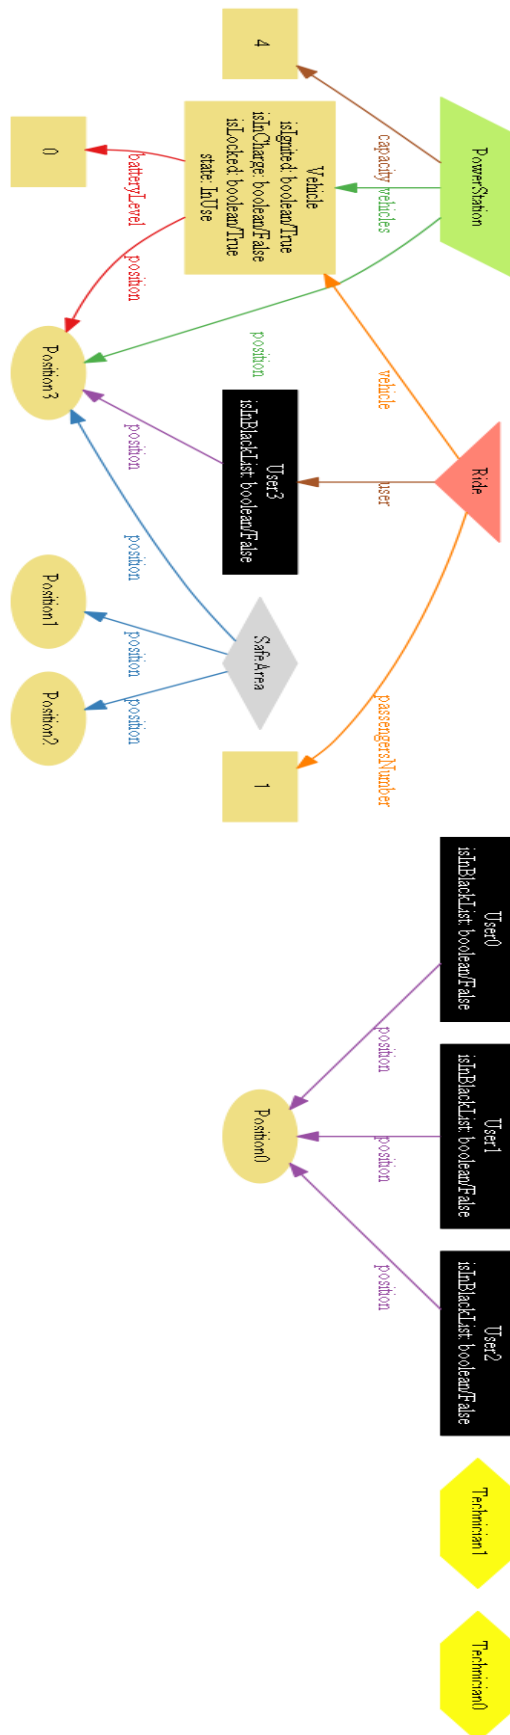 PowerStation
Ride
User0
isInBlackList: boolean/False
User1
isInBlackList: boolean/False
User2
isInBlackList: boolean/False
Technician1
Technician0
capacity
vehicles
position
vehicle
user
passengersNumber
position
position
position
4
Vehicle
isIgnited: boolean/True
isInCharge: boolean/False
isLocked: boolean/True
state: InUse
User3
isInBlackList: boolean/False
SafeArea
1
Position0
batteryLevel
position
position
position
position
position
0
Position3
Position1
Position2